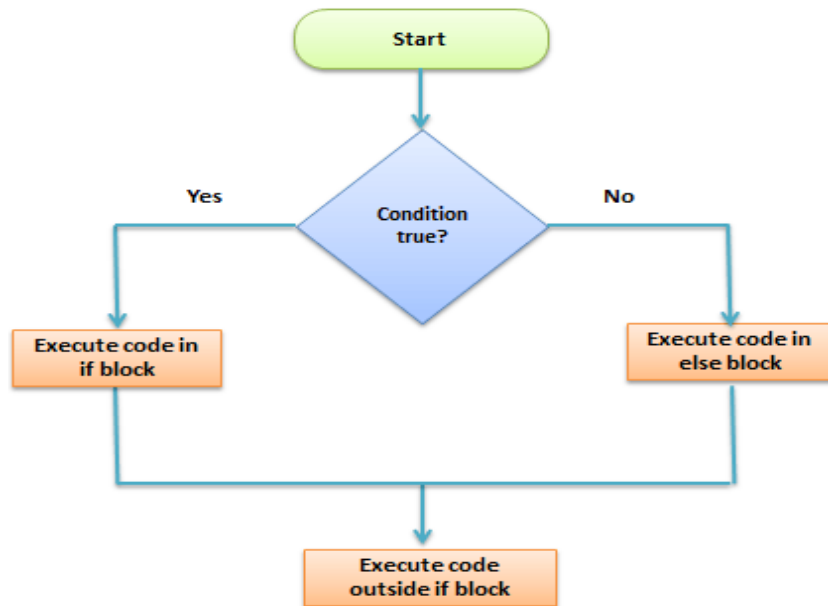 Start
Condition
true?
Yes
No
Execute code in
if block
Execute code in
else block
Execute code
outside if block